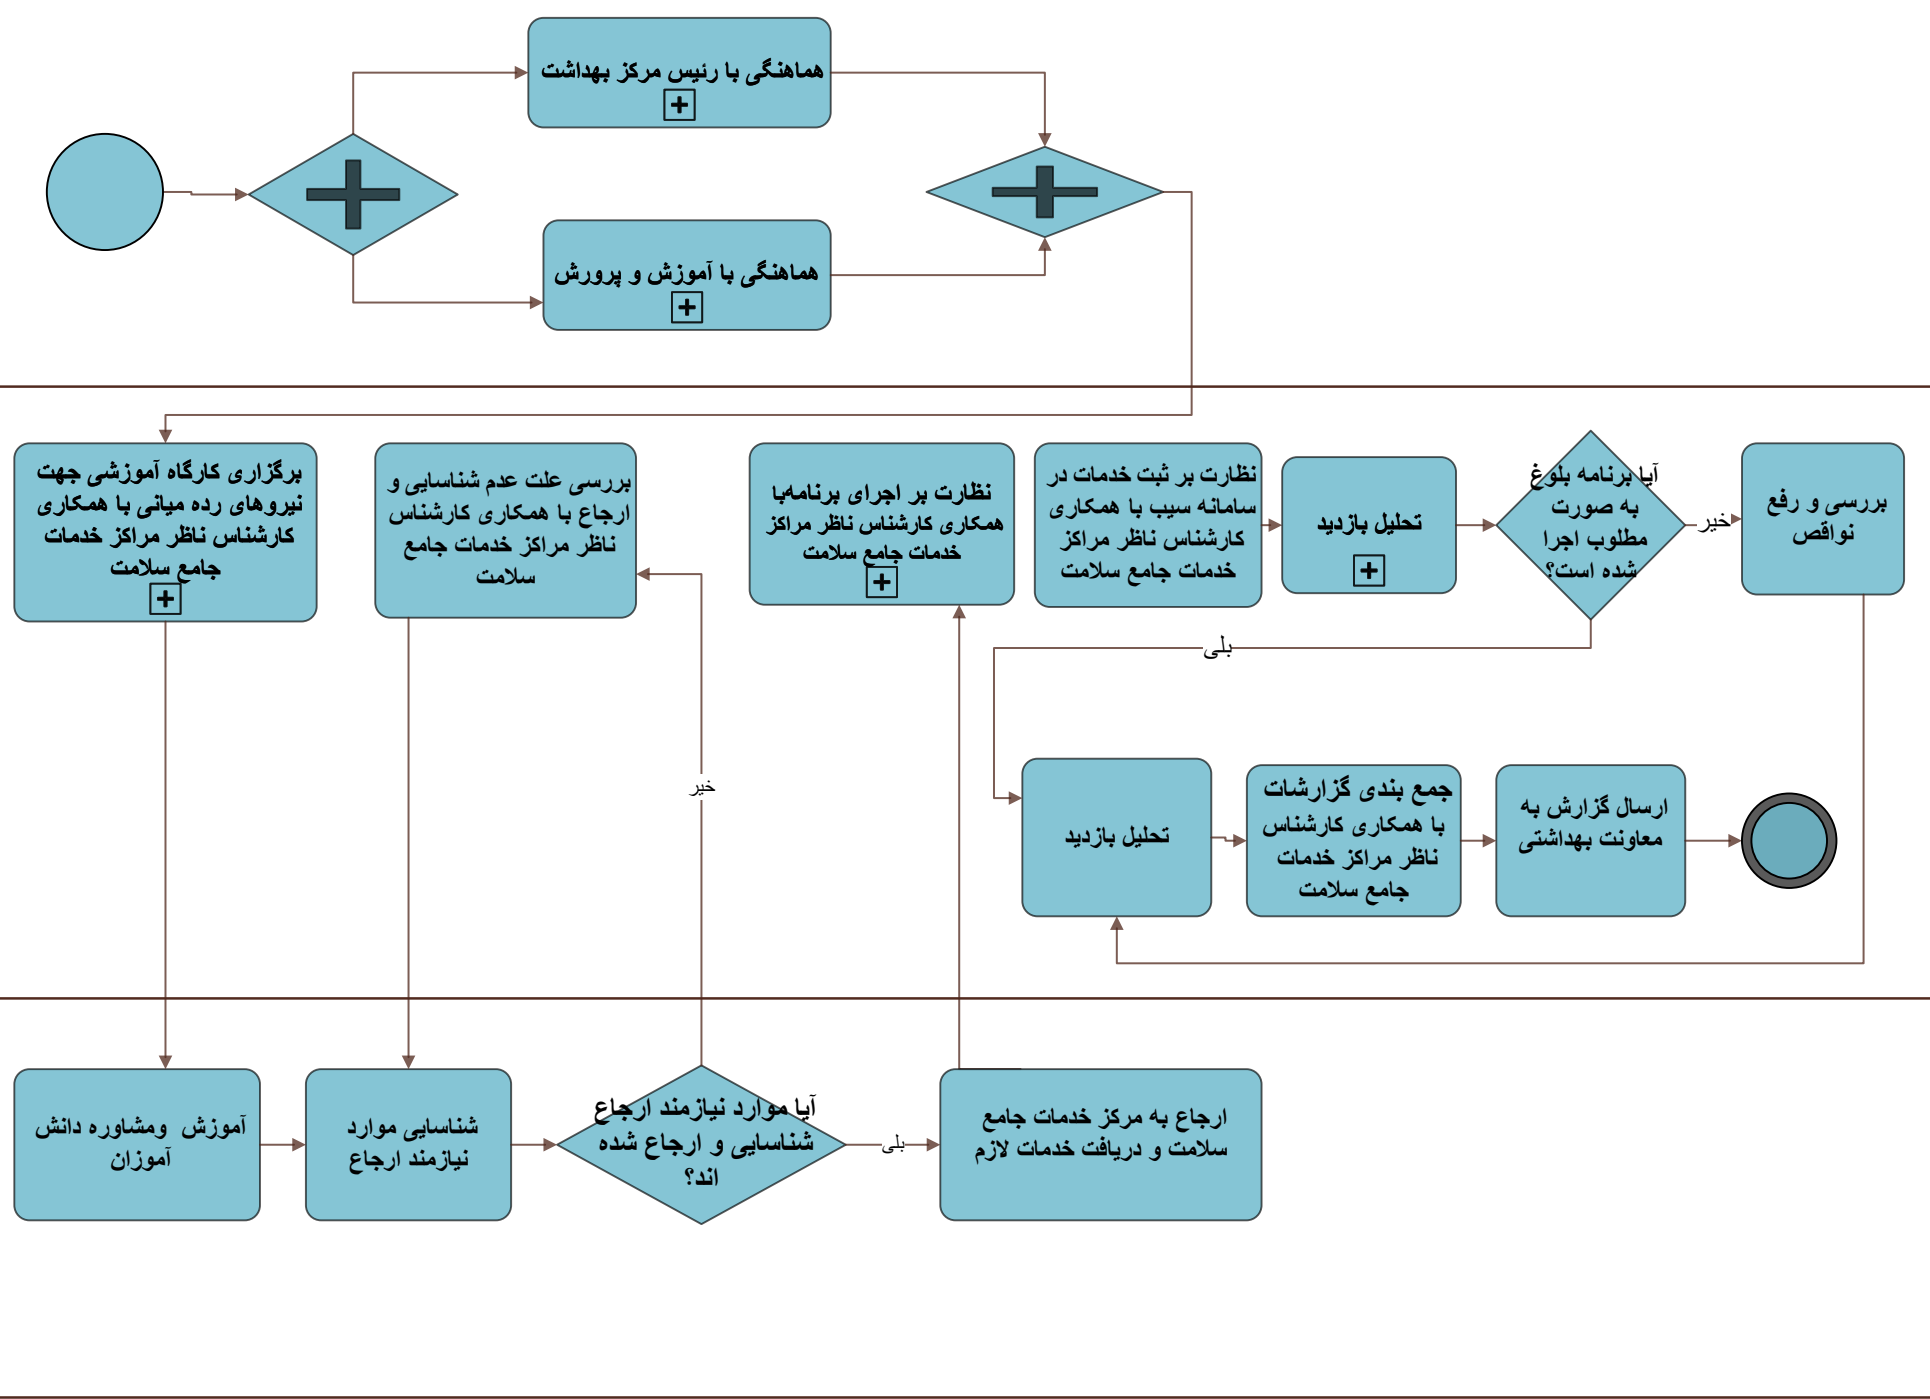 هماهنگی با رئیس مرکز بهداشت
هماهنگی با آموزش و پرورش
برگزاری کارگاه آموزشی جهت
نیروهای رده میانی با همکاری
کارشناس ناظر مراکز خدمات
جامع سلامت
بررسی علت عدم شناسایی و
ارجاع با همکاری کارشناس
ناظر مراکز خدمات جامع
سلامت
نظارت بر اجرای برنامه‌با
همکاری کارشناس ناظر مراکز
خدمات جامع سلامت
نظارت بر ثبت خدمات در
سامانه سیب با همکاری
کارشناس ناظر مراکز
خدمات جامع سلامت
تحلیل بازدید
آیا برنامه بلوغ
به صورت
مطلوب اجرا
شده است؟
خیر
بررسی و رفع
نواقص
بلی
خیر
تحلیل بازدید
جمع بندی گزارشات
با همکاری کارشناس
ناظر مراکز خدمات
جامع سلامت
ارسال گزارش به
معاونت بهداشتی
آموزش ومشاوره دانش
آموزان
شناسایی موارد
نیازمند ارجاع
آیا موارد نیازمند ارجاع
شناسایی و ارجاع شده
اند؟
بلی
ارجاع به مرکز خدمات جامع
سلامت و دریافت خدمات لازم